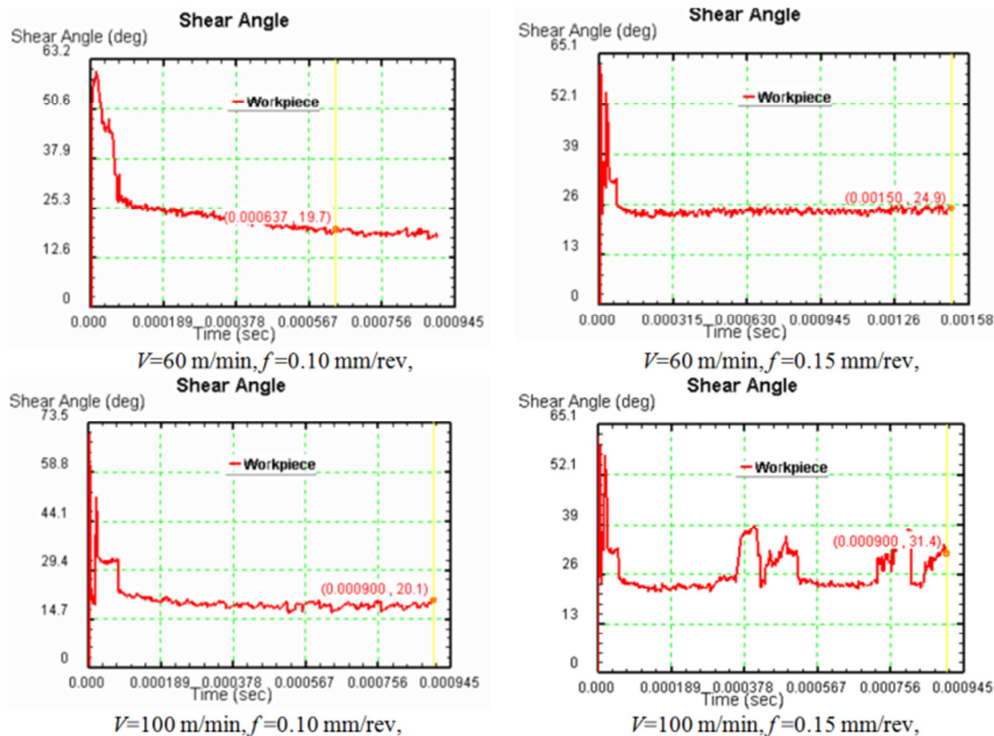 Shear Angle
Shear Angle (deg)
63.2
50.6
37.9
25.3
12.6
0
Workpiece
(0.000637 , 19.7)
0.000 0.000189 0.000378 0.000567 0.000756 0.000945
Time (sec)
V=60 m/min, f=0.10 mm/rev,
Shear Angle
Shear Angle (deg)
65.1
52.1
39
26
13
0
Workpiece
(0.00150 , 24.9)
0.000 0.000315 0.000630 0.000945 0.00126 0.00158
Time (sec)
V=60 m/min, f=0.15 mm/rev,
Shear Angle
Shear Angle (deg)
73.5
58.8
44.1
29.4
14.7
0
Workpiece
(0.000900 , 20.1)
0.000 0.000189 0.000378 0.000567 0.000756 0.000945
Time (sec)
V=100 m/min, f=0.10 mm/rev,
Shear Angle
Shear Angle (deg)
65.1
52.1
39
26
13
0
Workpiece
(0.000900 , 31.4)
0.000 0.000189 0.000378 0.000567 0.000756 0.000945
Time (sec)
V=100 m/min, f=0.15 mm/rev,